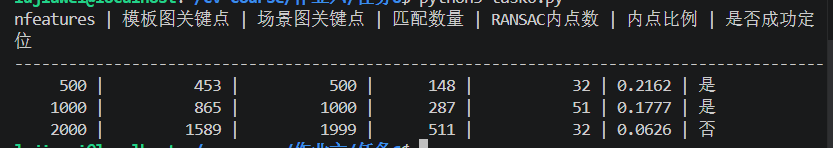 nfeatures | 模板图关键点 | 场景图关键点 | 匹配数量 | RANSAC内点数 | 内点比例 | 是否成功定
位
--------------------------------------------------------------------------------
500 | 453 | 500 | 148 | 32 | 0.2162 | 是
1000 | 865 | 1000 | 287 | 51 | 0.1777 | 是
2000 | 1589 | 1999 | 511 | 32 | 0.0626 | 否